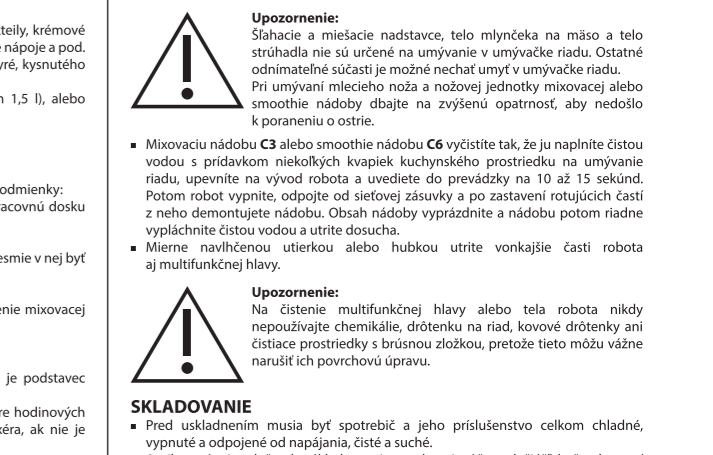 teily, krémové
nápoje a pod.
yré, kysnutého
1,5 l), alebo
odmienky:
racovnú dosku
esmie v nej byť
enie mixovacej
je podstavec
re hodinových
éra, ak nie je
Upozornenie:
Šľahacie a miešacie nadstavce, telo mlynčeka na mäso a telo
strúhadla nie sú určené na umývanie v umývačke riadu. Ostatné
odnímateľné súčasti je možné nechať umyť v umývačke riadu.
Pri umývaní mlecieho noža a nožovej jednotky mixovacej alebo
smoothie nádoby dbajte na zvýšenú opatrnosť, aby nedošlo
k poraneniu o ostrie.
▪ Mixovaciu nádobu C3 alebo smoothie nádobu C6 vyčistíte tak, že ju naplníte čistou
vodou s prídavkom niekoľkých kvapiek kuchynského prostriedku na umývanie
riadu, upevníte na vývod robota a uvediete do prevádzky na 10 až 15 sekúnd.
Potom robot vypnite, odpojte od sieťovej zásuvky a po zastavení rotujúcich častí
z neho demontujete nádobu. Obsah nádoby vyprázdnite a nádobu potom riadne
vypláchnite čistou vodou a utrite dosucha.
▪ Mierne navlhčenou utierkou alebo hubkou utrite vonkajšie časti robota
aj multifunkčnej hlavy.
Upozornenie:
Na čistenie multifunkčnej hlavy alebo tela robota nikdy
nepoužívajte chemikálie, drôtenku na riad, kovové drôtenky ani
čistiace prostriedky s brúsnou zložkou, pretože tieto môžu vážne
narušiť ich povrchovú úpravu.
SKLADOVANIE
▪ Pred uskladnením musia byť spotrebič a jeho príslušenstvo celkom chladné,
vypnuté a odpojené od napájania, čisté a suché.